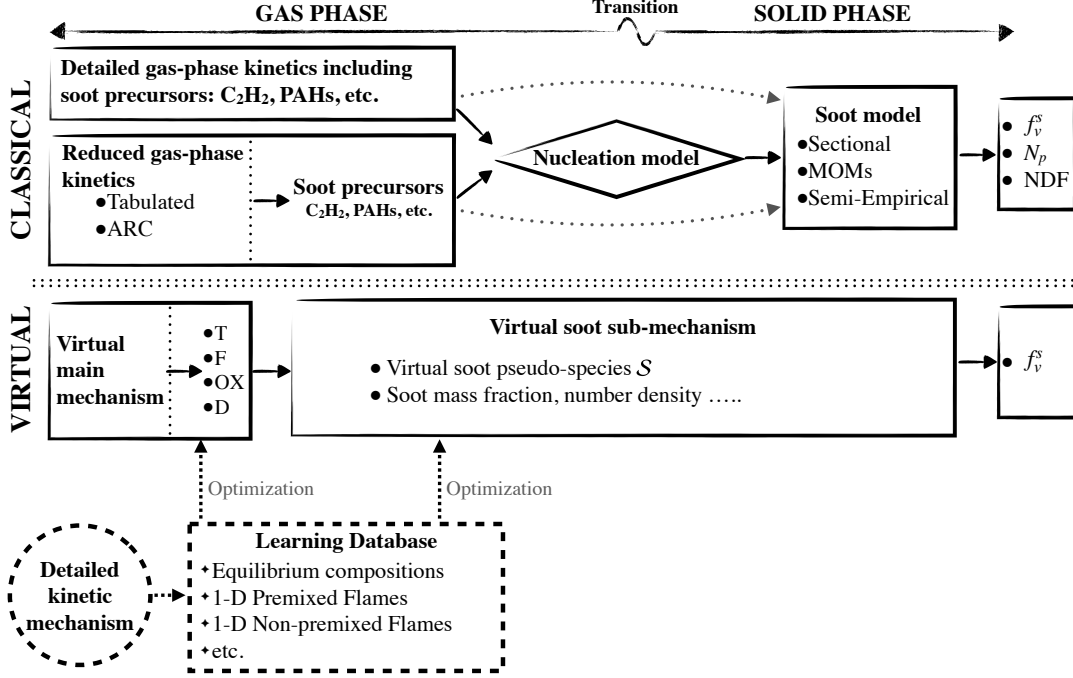 GAS PHASE
Transition
SOLID PHASE
CLASSICAL
Detailed gas-phase kinetics including
soot precursors: C₂H₂, PAHs, etc.
Reduced gas-phase
kinetics
●Tabulated
●ARC
Soot precursors
C₂H₂, PAHs, etc.
Nucleation model
Soot model
●Sectional
●MOMs
●Semi-Empirical
● fᵥˢ
● Nₚ
● NDF
VIRTUAL
Virtual
main
mechanism
●T
●F
●OX
●D
Virtual soot sub-mechanism
● Virtual soot pseudo-species 𝒮
● Soot mass fraction, number density …..
● fᵥˢ
Optimization
Optimization
Detailed
kinetic
mechanism
Learning Database
✦Equilibrium compositions
✦1-D Premixed Flames
✦1-D Non-premixed Flames
✦etc.